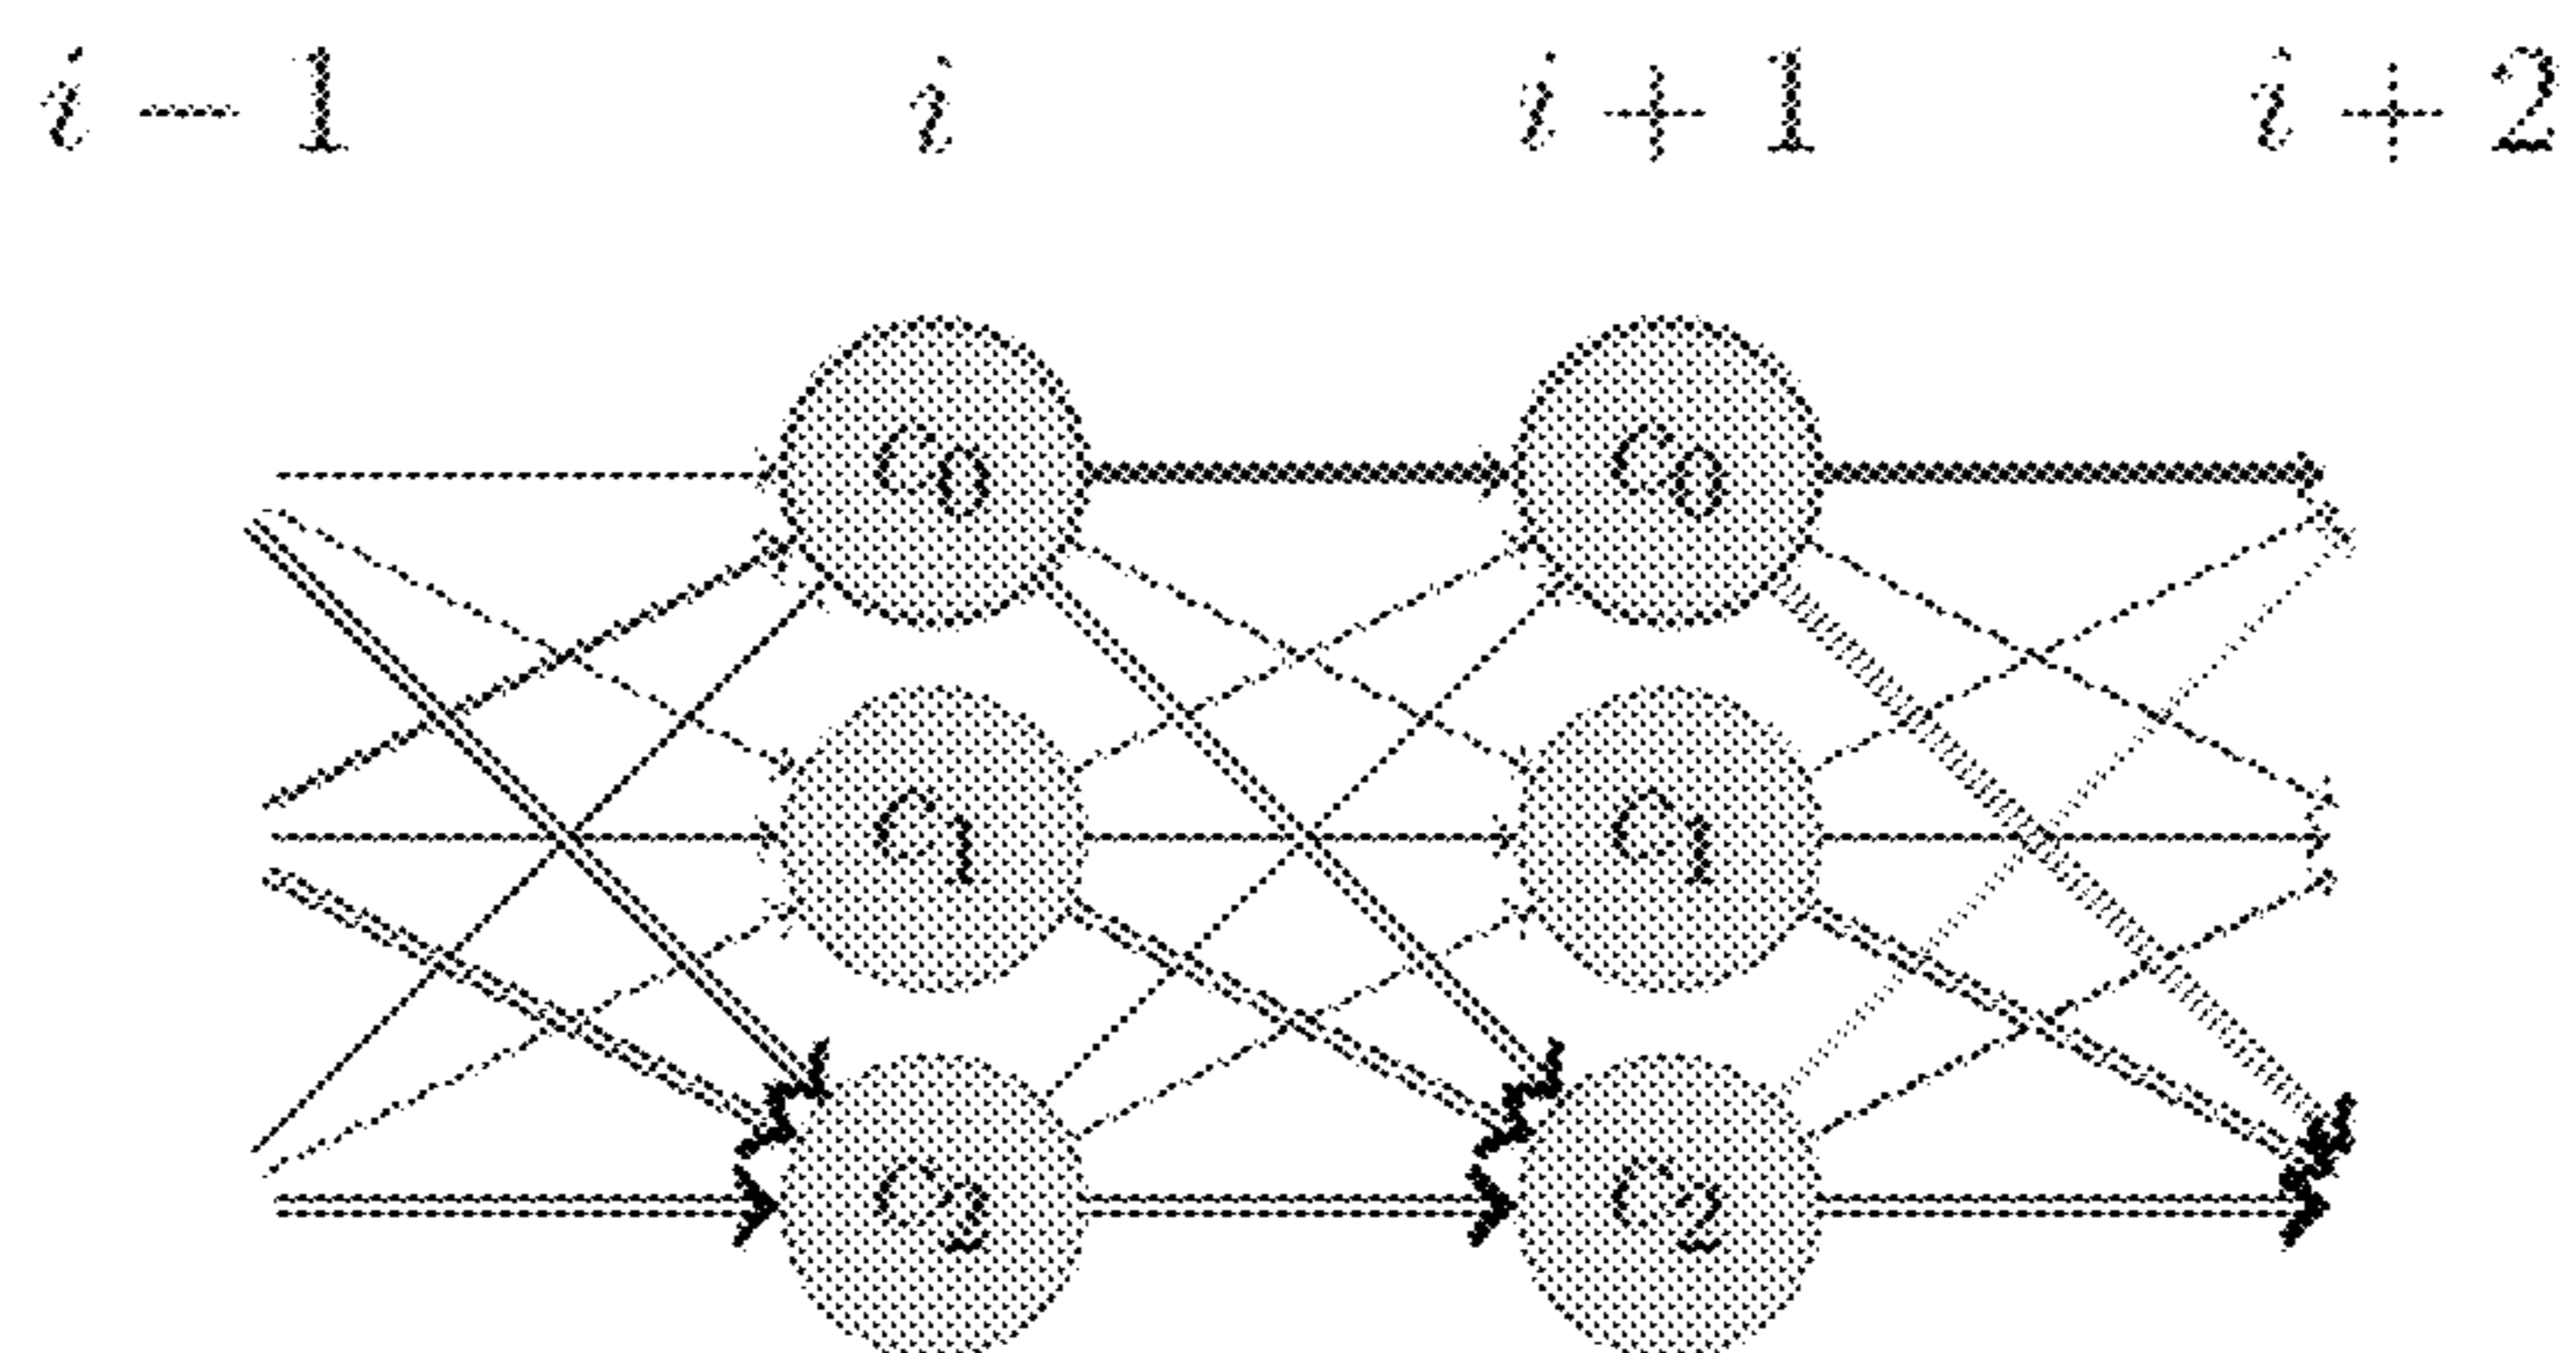 i − 1 i i + 1 i + 2
c₀ c₀
c₁ c₁
c₂ c₂